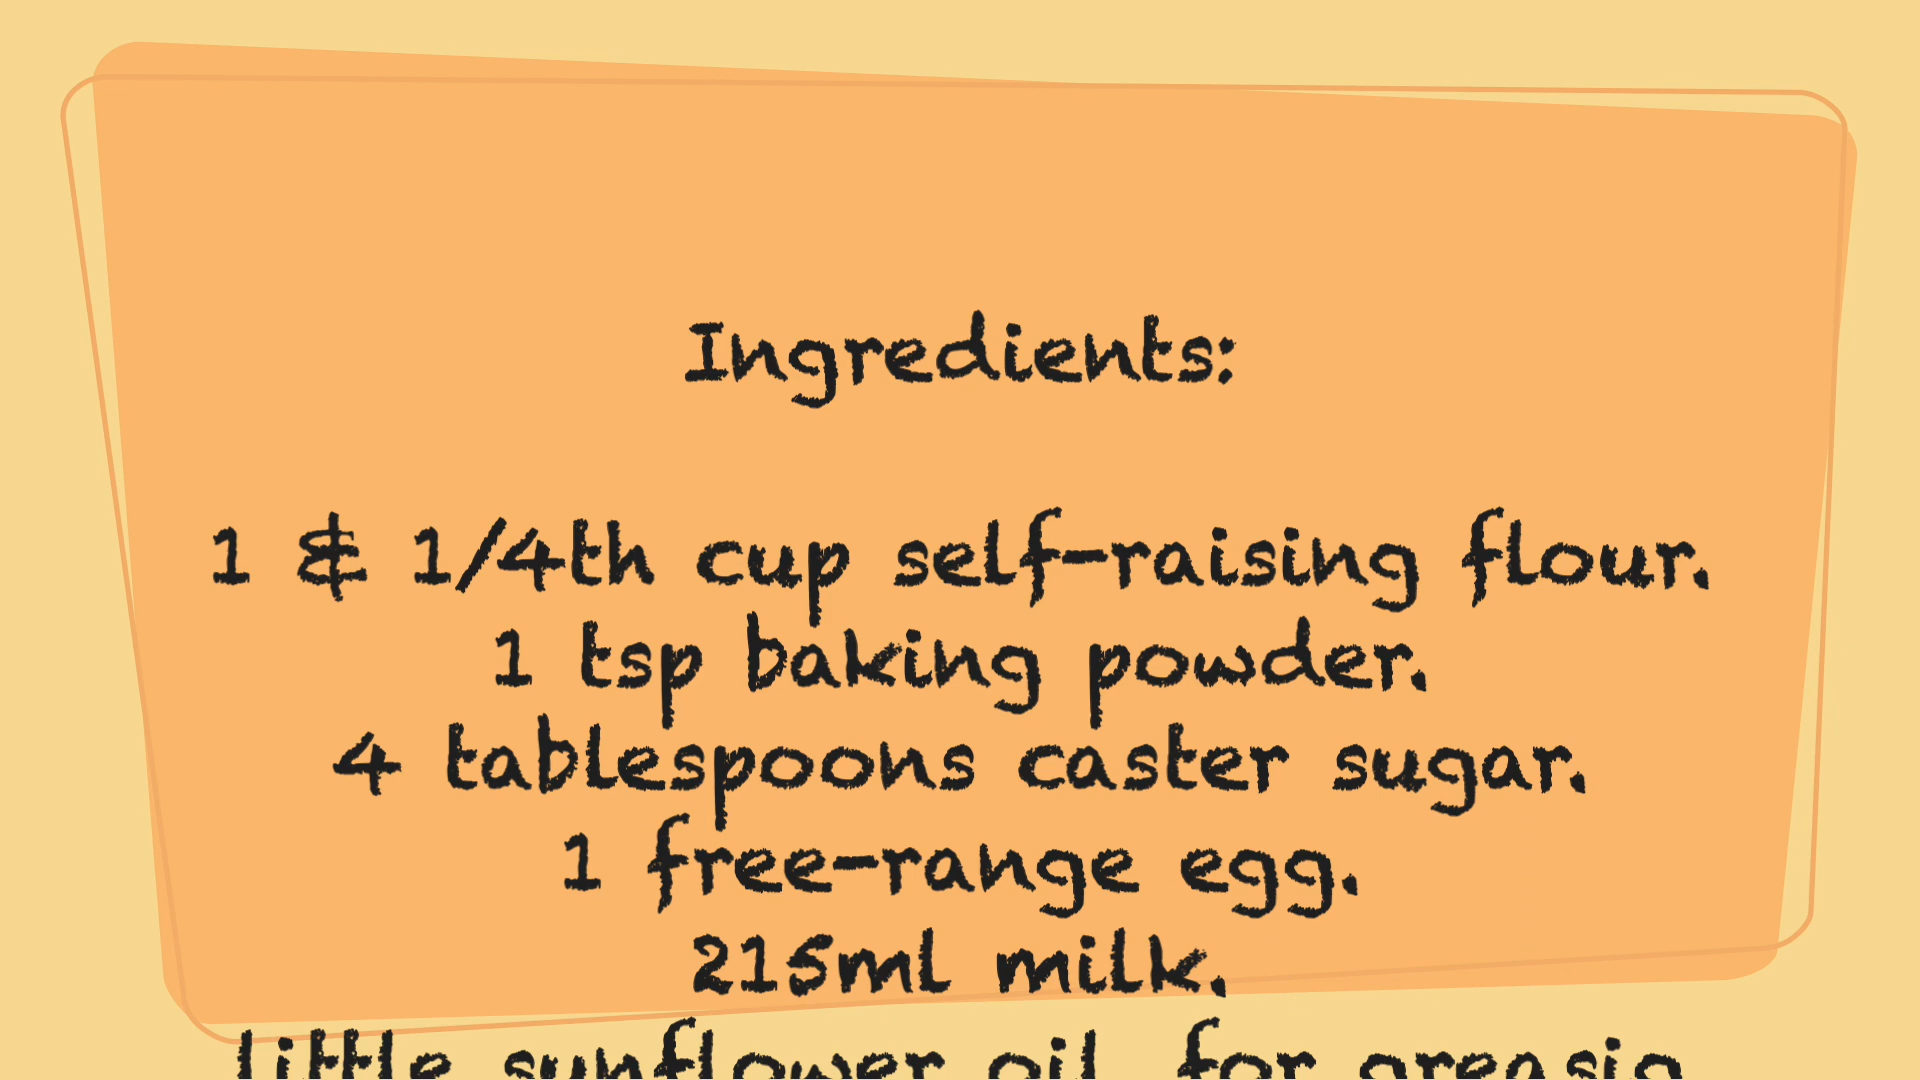 Ingredients:
1 & 1/4th cup self-raising flour.
1 tsp baking powder.
4 tablespoons caster sugar.
1 free-range egg.
215ml milk.
little sunflower oil, for